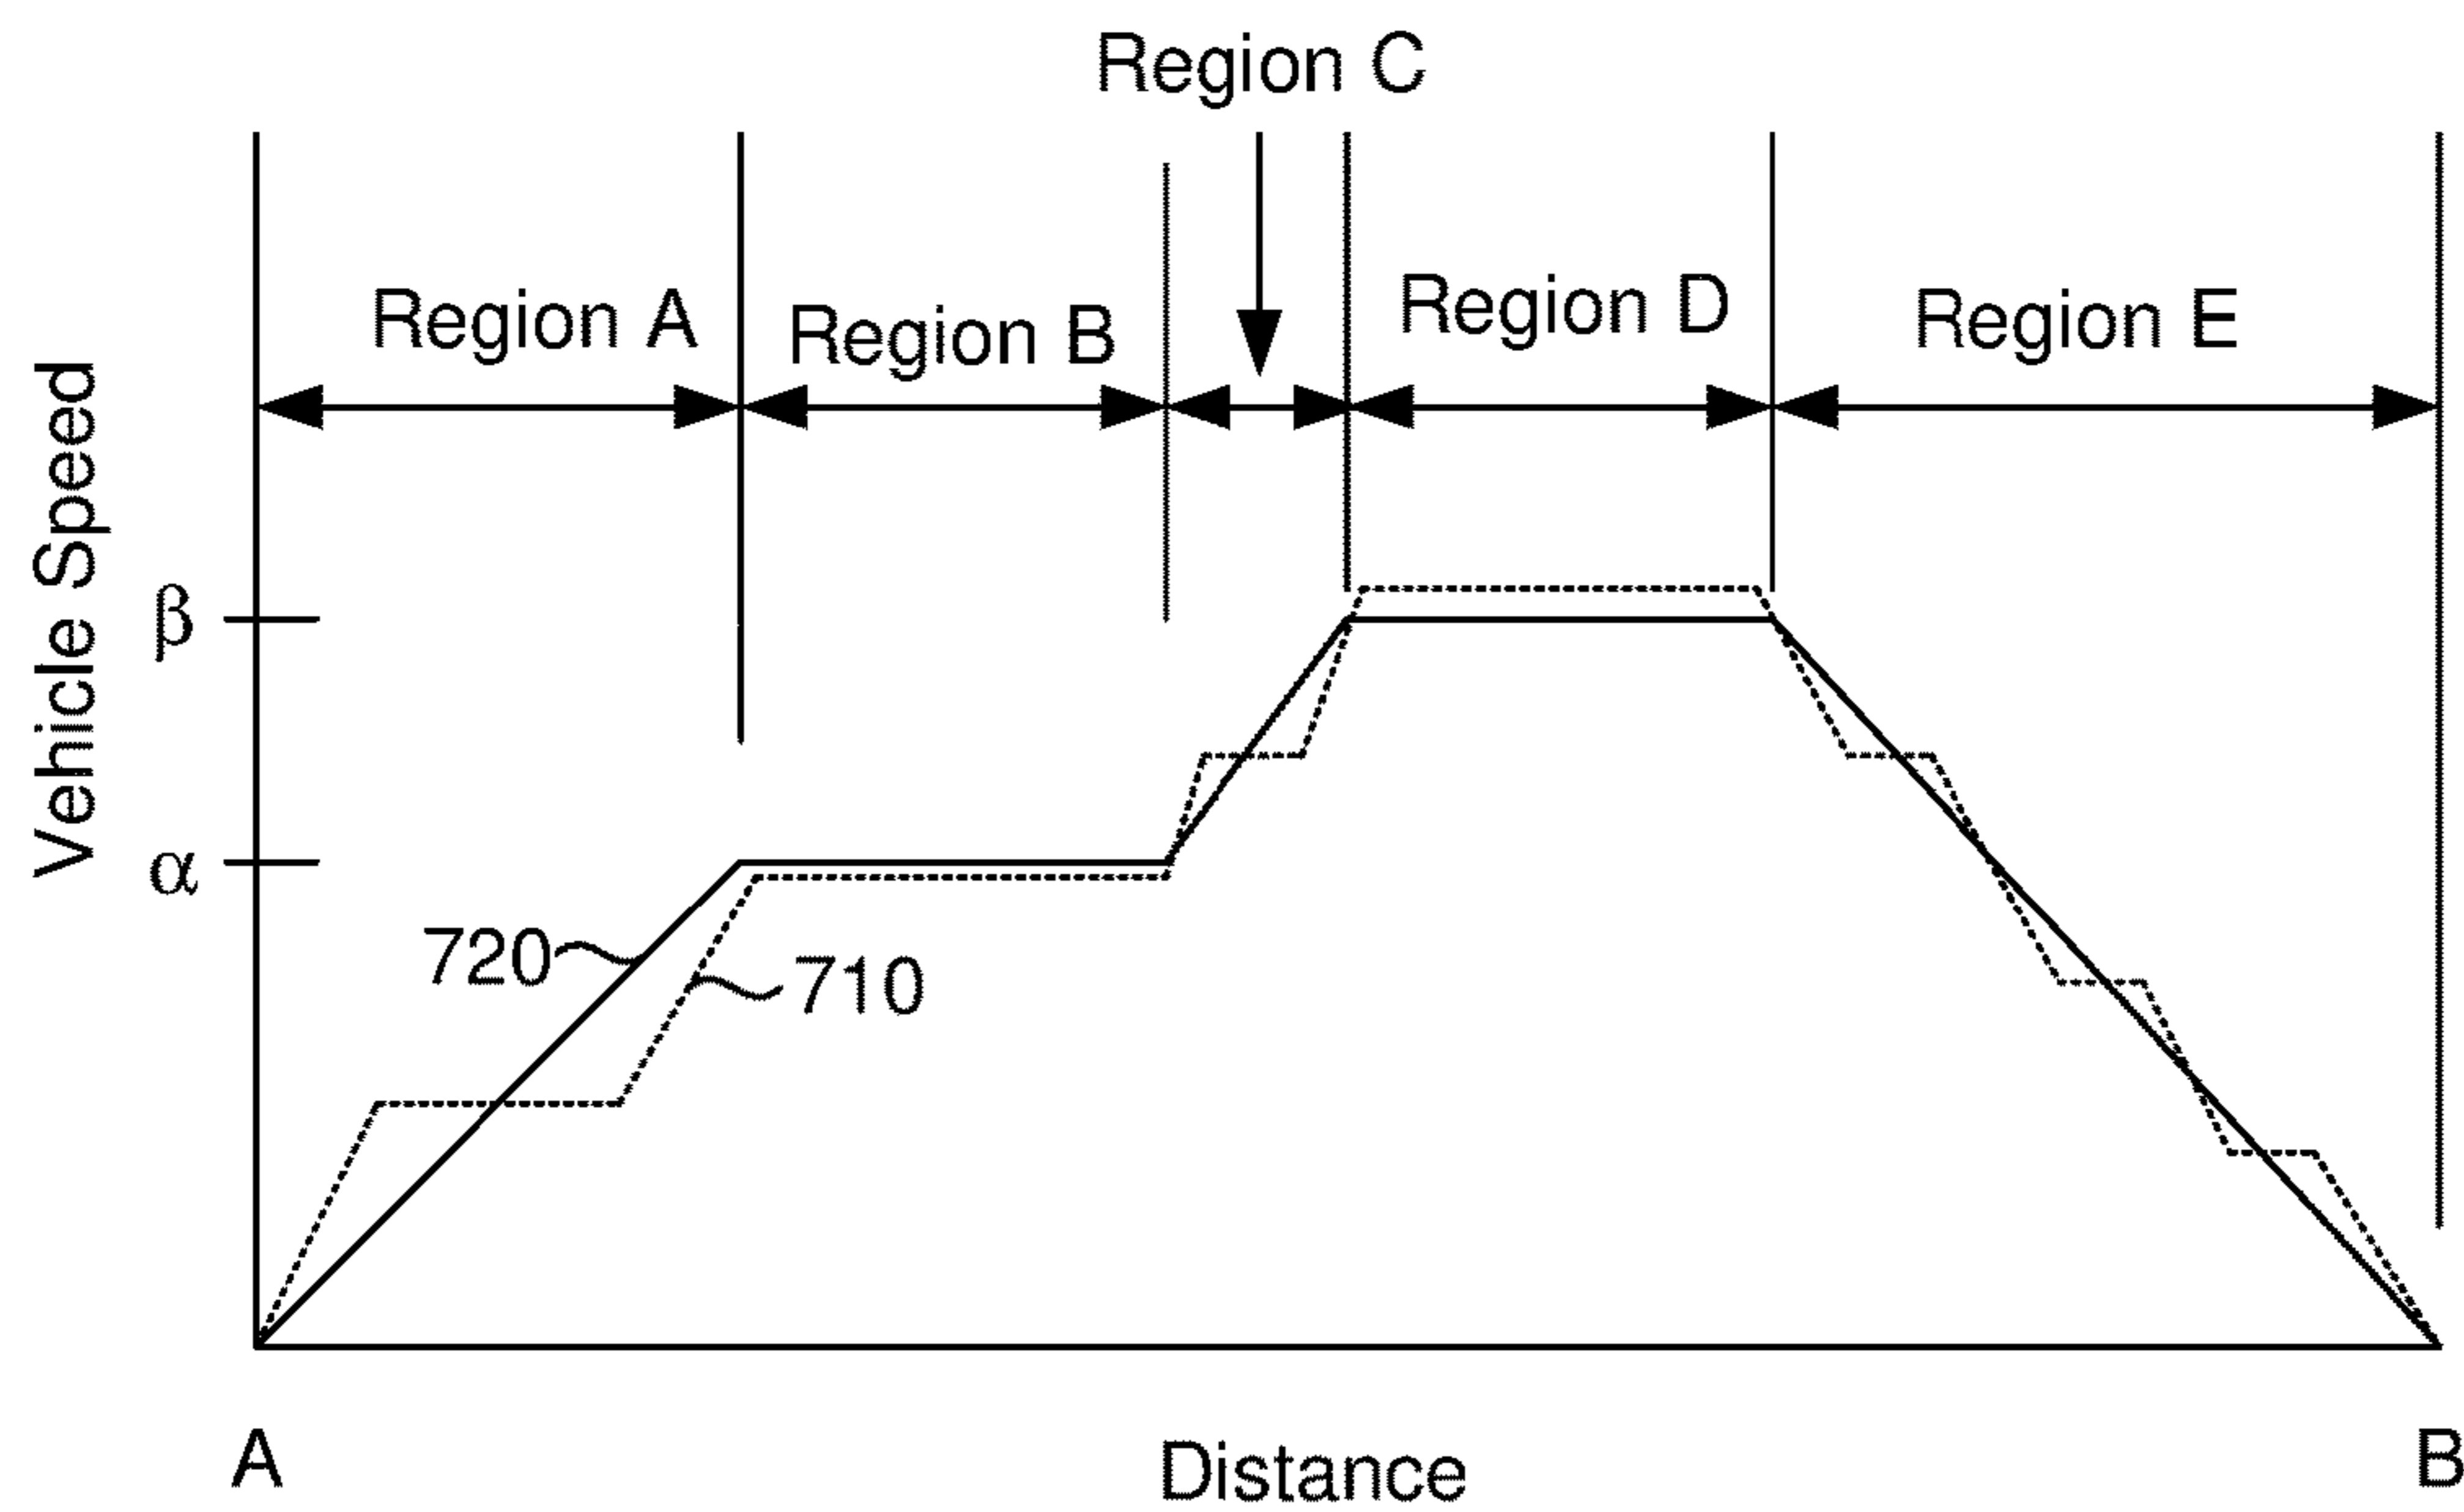 Region C
Region A
Region B
Region D
Region E
Vehicle Speed
β
α
720
710
A
Distance
B